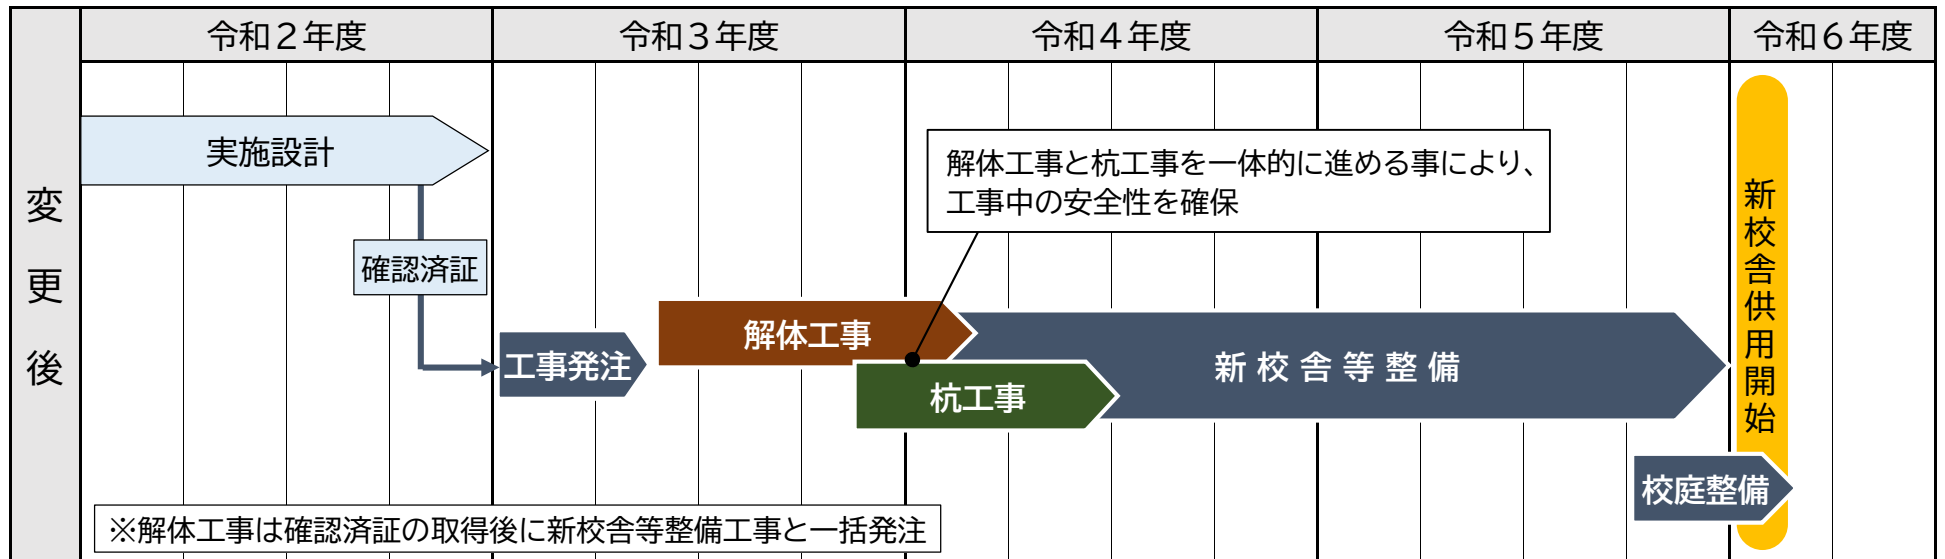 令和２年度
令和３年度
令和４年度
令和５年度
令和６年度
変更後
実施設計
確認済証
工事発注
解体工事
杭工事
解体工事と杭工事を一体的に進める事により、
工事中の安全性を確保
新校舎等整備
校庭整備
新校舎供用開始
※解体工事は確認済証の取得後に新校舎等整備工事と一括発注